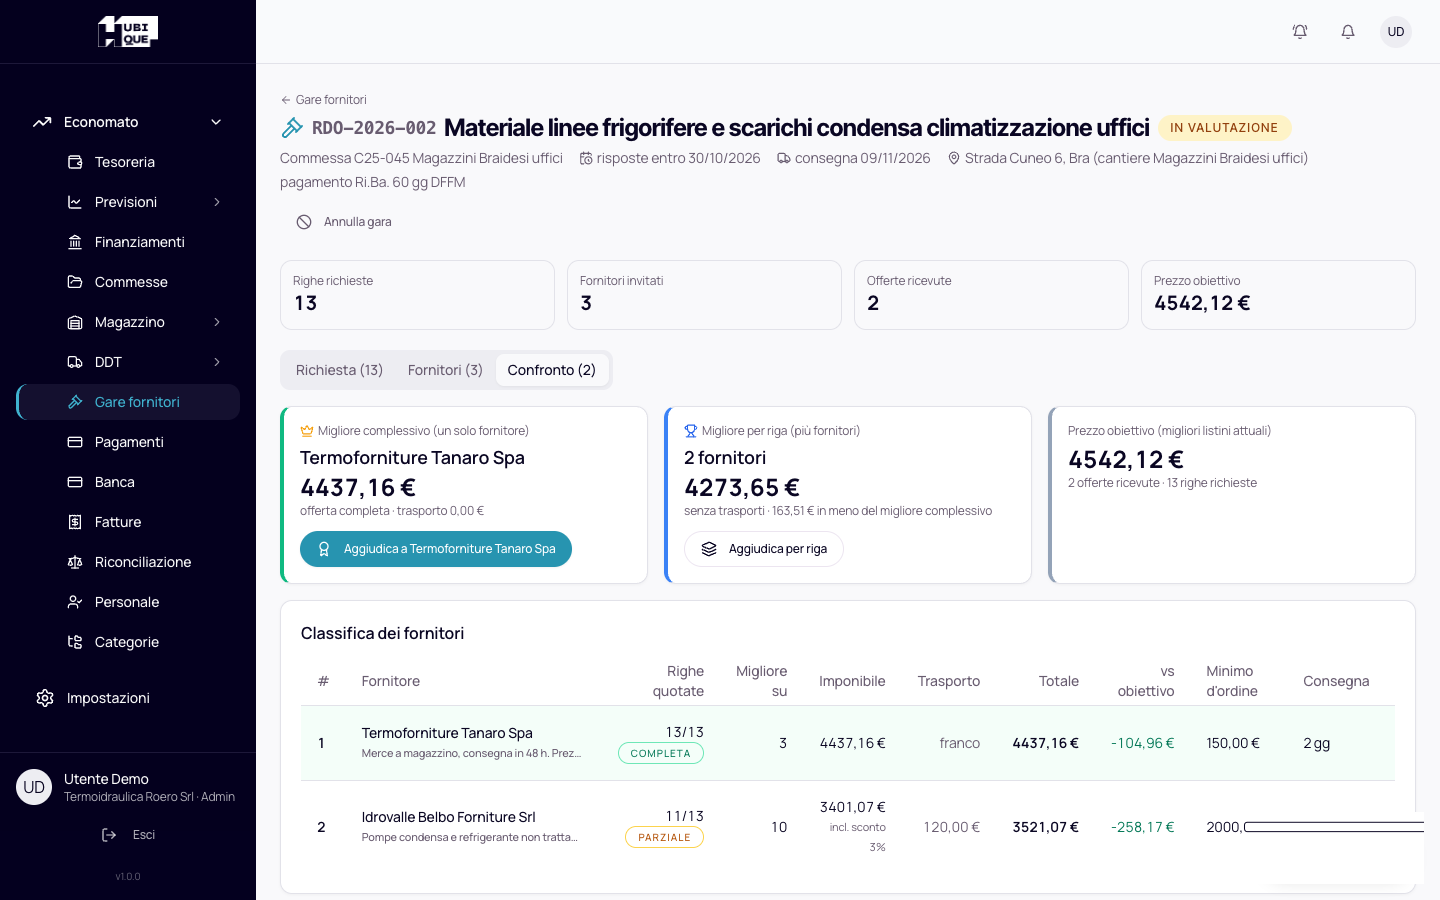 UBI
QUE
UD
Economato
Tesoreria
Previsioni
Finanziamenti
Commesse
Magazzino
DDT
Gare fornitori
Pagamenti
Banca
Fatture
Riconciliazione
Personale
Categorie
Impostazioni
UD
Utente Demo
Termoidraulica Roero Srl · Admin
Esci
v1.0.0
← Gare fornitori
RDO-2026-002 Materiale linee frigorifere e scarichi condensa climatizzazione uffici IN VALUTAZIONE
Commessa C25-045 Magazzini Braidesi uffici risposte entro 30/10/2026 consegna 09/11/2026 Strada Cuneo 6, Bra (cantiere Magazzini Braidesi uffici)
pagamento Ri.Ba. 60 gg DFFM
Annulla gara
Righe richieste
13
Fornitori invitati
3
Offerte ricevute
2
Prezzo obiettivo
4542,12 €
Richiesta (13) Fornitori (3) Confronto (2)
Migliore complessivo (un solo fornitore)
Termoforniture Tanaro Spa
4437,16 €
offerta completa · trasporto 0,00 €
Aggiudica a Termoforniture Tanaro Spa
Migliore per riga (più fornitori)
2 fornitori
4273,65 €
senza trasporti · 163,51 € in meno del migliore complessivo
Aggiudica per riga
Prezzo obiettivo (migliori listini attuali)
4542,12 €
2 offerte ricevute · 13 righe richieste
Classifica dei fornitori
# Fornitore Righe quotate Migliore su Imponibile Trasporto Totale vs obiettivo Minimo d'ordine Consegna
1 Termoforniture Tanaro Spa 13/13 3 4437,16 € franco 4437,16 € -104,96 € 150,00 € 2 gg
Merce a magazzino, consegna in 48 h. Prez... COMPLETA
2 Idrovalle Belbo Forniture Srl 11/13 10 3401,07 € 120,00 € 3521,07 € -258,17 € 2000,
Pompe condensa e refrigerante non tratta... PARZIALE incl. sconto 3%